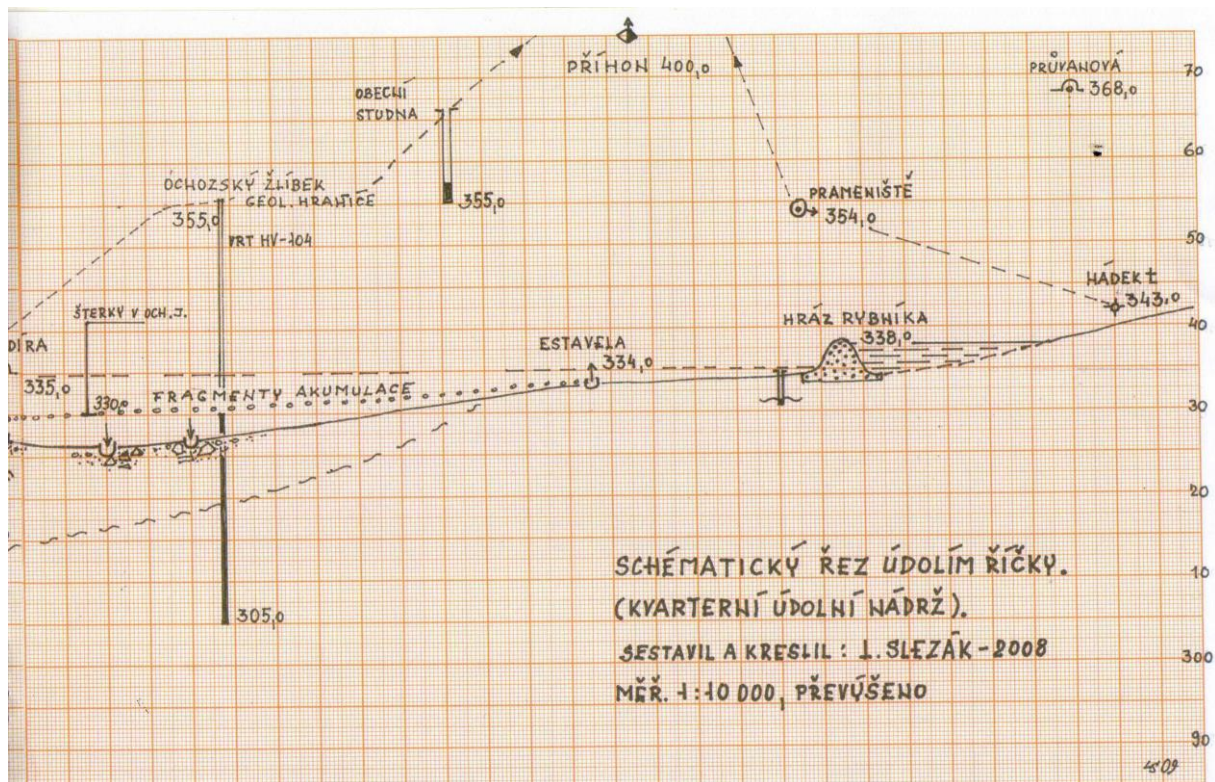 PŘÍHON 400,0
PRŮVANOVÁ
368,0
70
OBECNI
STUDNA
355,0
60
OCHOZSKÝ ŽLÍBEK
GEOL. HRANICE
355,0
VRT HV-104
PRAMENIŠTĚ
354,0
50
HÁDEK
343,0
ŠTERKY V OCH. J.
HRÁZ RYBNÍKA
338,0
40
DÍRA
335,0
ESTAVELA
334,0
330,0
FRAGMENTY AKUMULACE
30
20
SCHÉMATICKÝ ŘEZ ÚDOLÍM ŘÍČKY.
10
(KVARTERNÍ ÚDOLNÍ NÁDRŽ).
305,0
SESTAVIL A KRESLIL : L. SLEZÁK - 2008
300
MĚŘ. 1:10 000, PŘEVÝŠENO
90